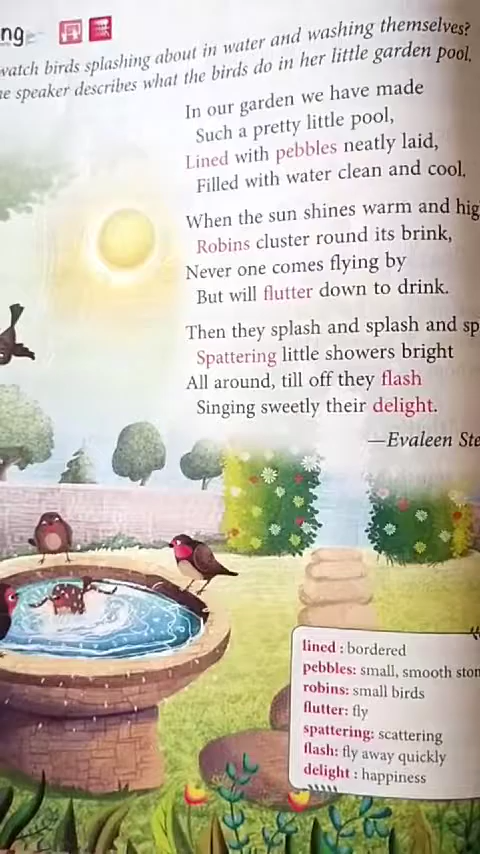 ng
watch birds splashing about in water and washing themselves?
speaker describes what the birds do in her little garden pool.
In our garden we have made
Such a pretty little pool,
Lined with pebbles neatly laid,
Filled with water clean and cool.
When the sun shines warm and hig
Robins cluster round its brink,
Never one comes flying by
But will flutter down to drink.
Then they splash and splash and sp
Spattering little showers bright
All around, till off they flash
Singing sweetly their delight.
—Evaleen Ste
lined : bordered
pebbles: small, smooth ston
robins: small birds
flutter: fly
spattering: scattering
flash: fly away quickly
delight : happiness